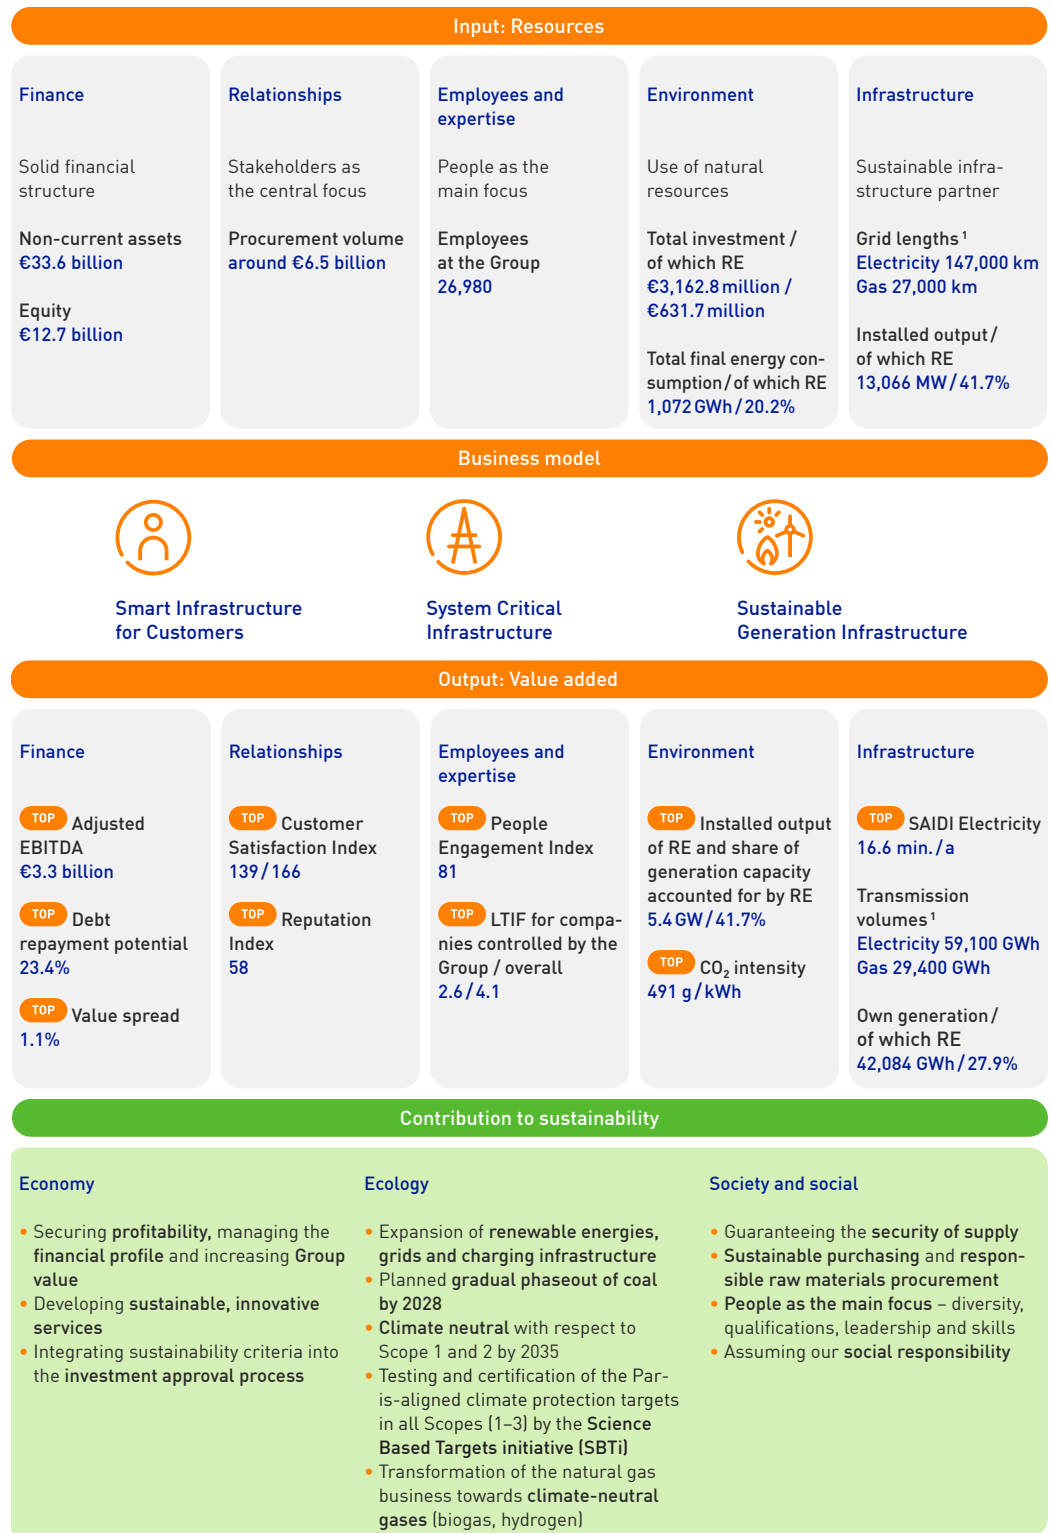 Input: Resources
Finance
Solid financial
structure
Non-current assets
€33.6 billion
Equity
€12.7 billion
Relationships
Stakeholders as
the central focus
Procurement volume
around €6.5 billion
Employees and
expertise
People as the
main focus
Employees
at the Group
26,980
Environment
Use of natural
resources
Total investment /
of which RE
€3,162.8 million /
€631.7 million
Total final energy con-
sumption / of which RE
1,072 GWh / 20.2%
Infrastructure
Sustainable infra-
structure partner
Grid lengths ¹
Electricity 147,000 km
Gas 27,000 km
Installed output /
of which RE
13,066 MW / 41.7%
Business model
Smart Infrastructure
for Customers
System Critical
Infrastructure
Sustainable
Generation Infrastructure
Output: Value added
Finance
TOP Adjusted
EBITDA
€3.3 billion
TOP Debt
repayment potential
23.4%
TOP Value spread
1.1%
Relationships
TOP Customer
Satisfaction Index
139 / 166
TOP Reputation
Index
58
Employees and
expertise
TOP People
Engagement Index
81
TOP LTIF for compa-
nies controlled by the
Group / overall
2.6 / 4.1
Environment
TOP Installed output
of RE and share of
generation capacity
accounted for by RE
5.4 GW / 41.7%
TOP CO₂ intensity
491 g / kWh
Infrastructure
TOP SAIDI Electricity
16.6 min. / a
Transmission
volumes ¹
Electricity 59,100 GWh
Gas 29,400 GWh
Own generation /
of which RE
42,084 GWh / 27.9%
Contribution to sustainability
Economy
• Securing profitability, managing the
financial profile and increasing Group
value
• Developing sustainable, innovative
services
• Integrating sustainability criteria into
the investment approval process
Ecology
• Expansion of renewable energies,
grids and charging infrastructure
• Planned gradual phaseout of coal
by 2028
• Climate neutral with respect to
Scope 1 and 2 by 2035
• Testing and certification of the Par-
is-aligned climate protection targets
in all Scopes (1–3) by the Science
Based Targets initiative (SBTi)
• Transformation of the natural gas
business towards climate-neutral
gases (biogas, hydrogen)
Society and social
• Guaranteeing the security of supply
• Sustainable purchasing and respon-
sible raw materials procurement
• People as the main focus – diversity,
qualifications, leadership and skills
• Assuming our social responsibility